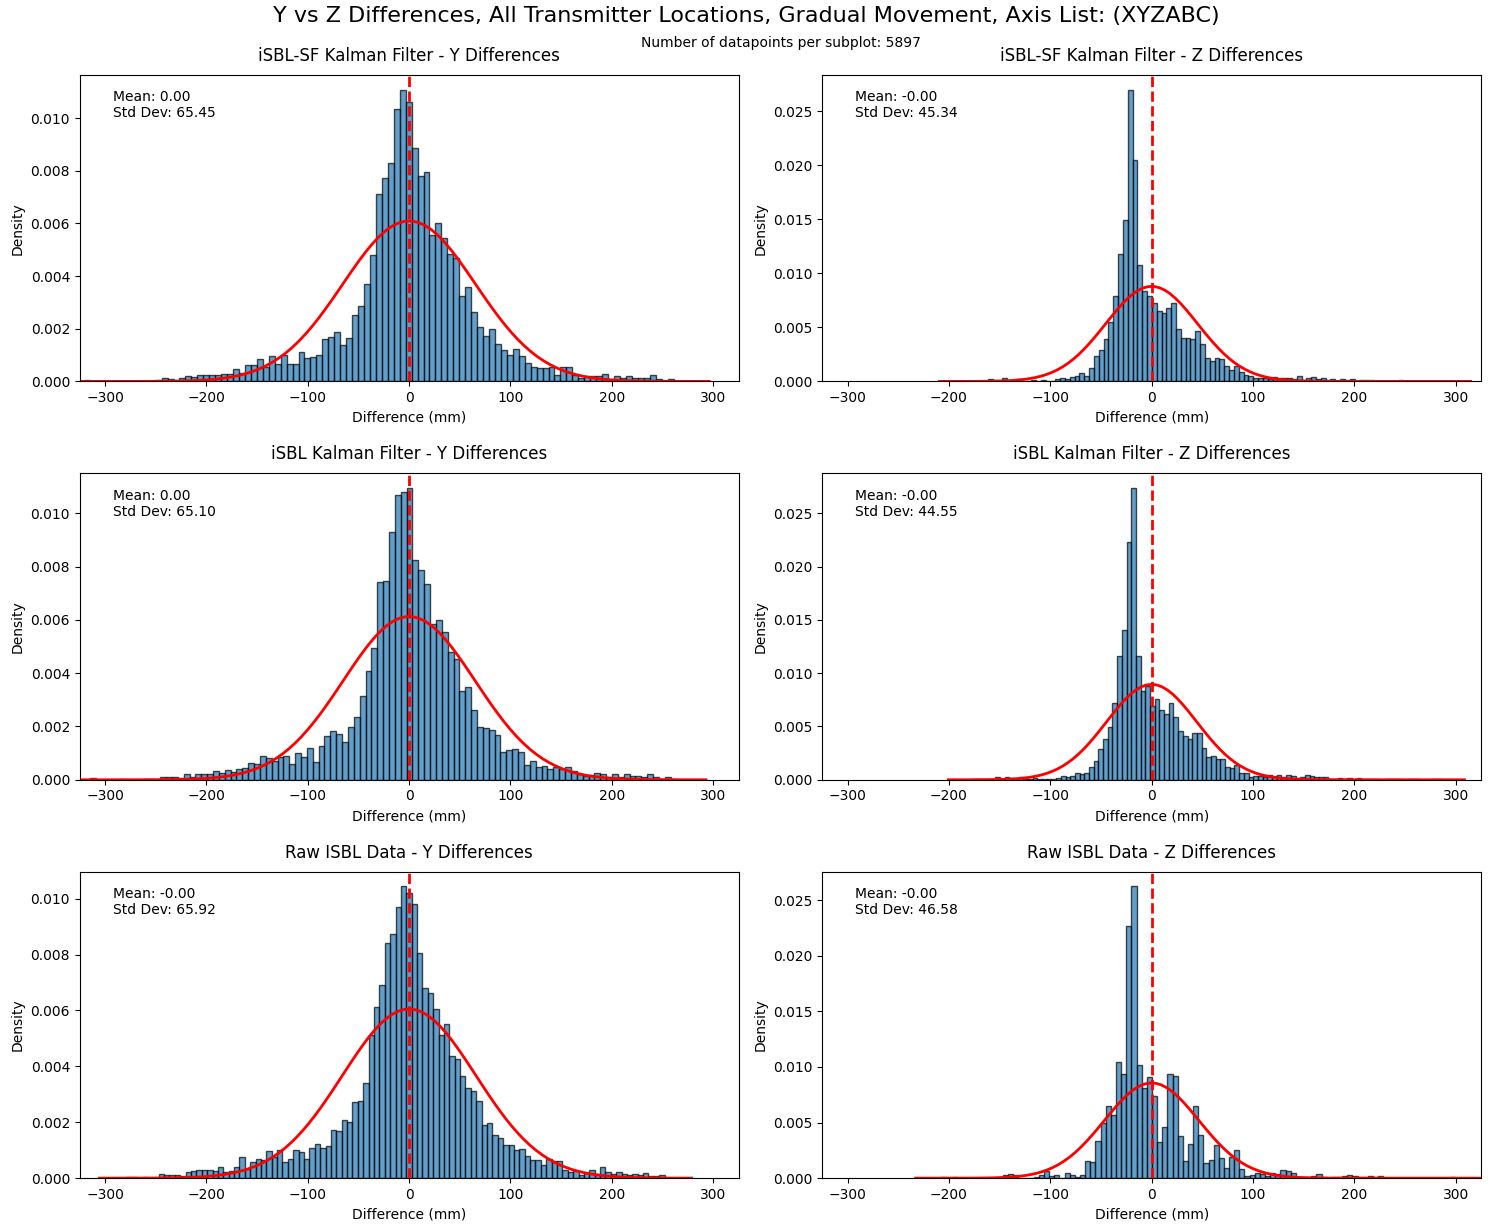 Y vs Z Differences, All Transmitter Locations, Gradual Movement, Axis List: (XYZABC)
Number of datapoints per subplot: 5897
iSBL-SF Kalman Filter - Y Differences
Mean: 0.00
Std Dev: 65.45
0.010
0.008
0.006
0.004
0.002
0.000
Density
−300 −200 −100 0 100 200 300
Difference (mm)
iSBL-SF Kalman Filter - Z Differences
Mean: -0.00
Std Dev: 45.34
0.025
0.020
0.015
0.010
0.005
0.000
Density
−300 −200 −100 0 100 200 300
Difference (mm)
iSBL Kalman Filter - Y Differences
Mean: 0.00
Std Dev: 65.10
0.010
0.008
0.006
0.004
0.002
0.000
Density
−300 −200 −100 0 100 200 300
Difference (mm)
iSBL Kalman Filter - Z Differences
Mean: -0.00
Std Dev: 44.55
0.025
0.020
0.015
0.010
0.005
0.000
Density
−300 −200 −100 0 100 200 300
Difference (mm)
Raw ISBL Data - Y Differences
Mean: -0.00
Std Dev: 65.92
0.010
0.008
0.006
0.004
0.002
0.000
Density
−300 −200 −100 0 100 200 300
Difference (mm)
Raw ISBL Data - Z Differences
Mean: -0.00
Std Dev: 46.58
0.025
0.020
0.015
0.010
0.005
0.000
Density
−300 −200 −100 0 100 200 300
Difference (mm)